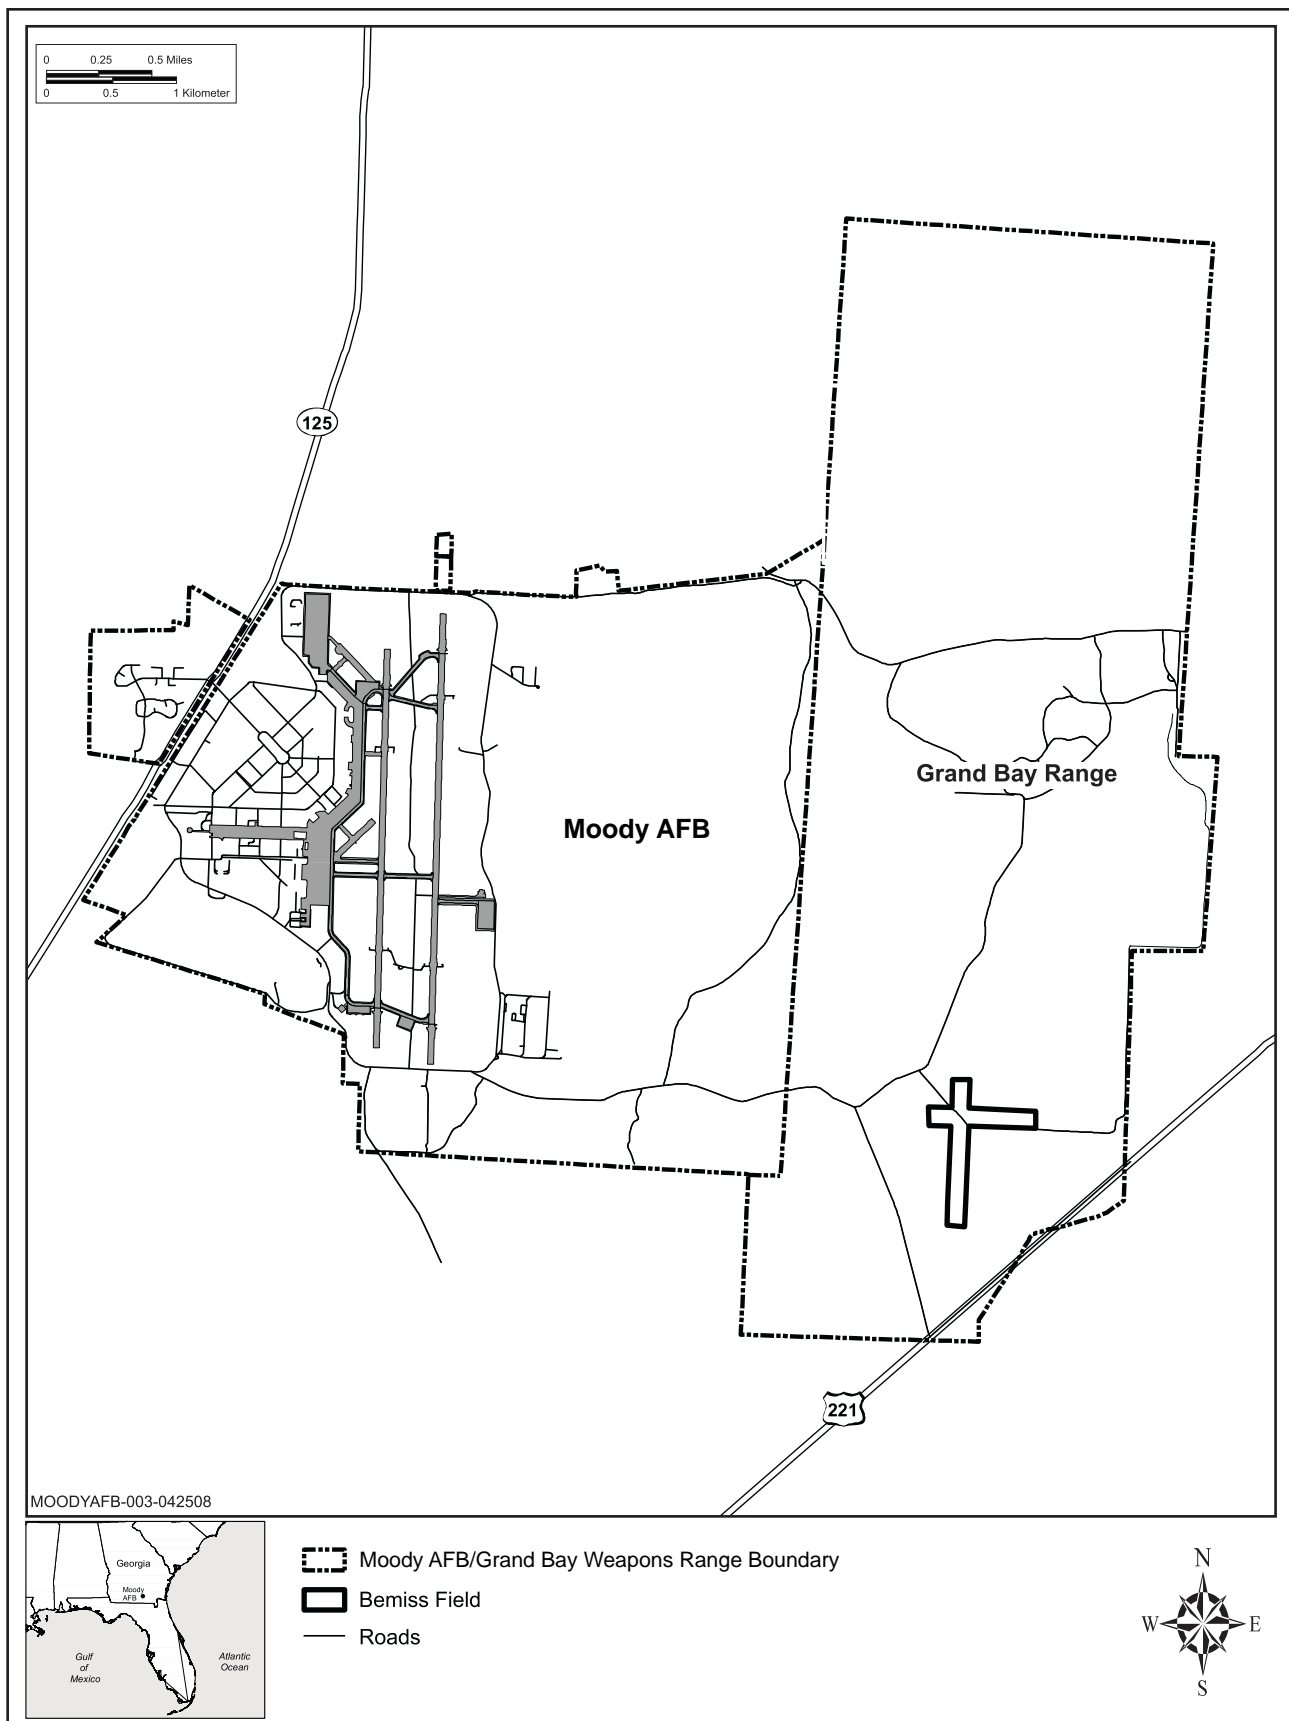 0 0.25 0.5 Miles
0 0.5 1 Kilometer
125
Grand Bay Range
Moody AFB
221
MOODYAFB-003-042508
Georgia
Moody
AFB
Gulf
of
Mexico
Atlantic
Ocean
Moody AFB/Grand Bay Weapons Range Boundary
Bemiss Field
Roads
N
W E
S